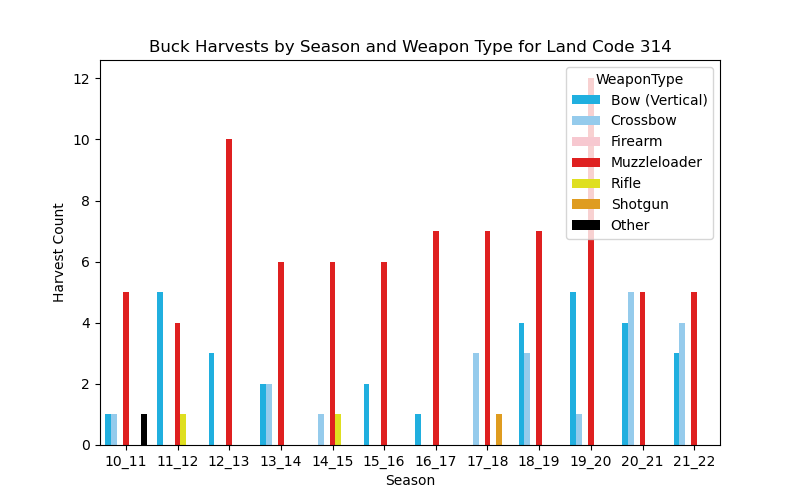 Buck Harvests by Season and Weapon Type for Land Code 314
WeaponType
Bow (Vertical)
Crossbow
Firearm
Muzzleloader
Rifle
Shotgun
Other
12
10
8
6
4
2
0
Harvest Count
10_11 11_12 12_13 13_14 14_15 15_16 16_17 17_18 18_19 19_20 20_21 21_22
Season